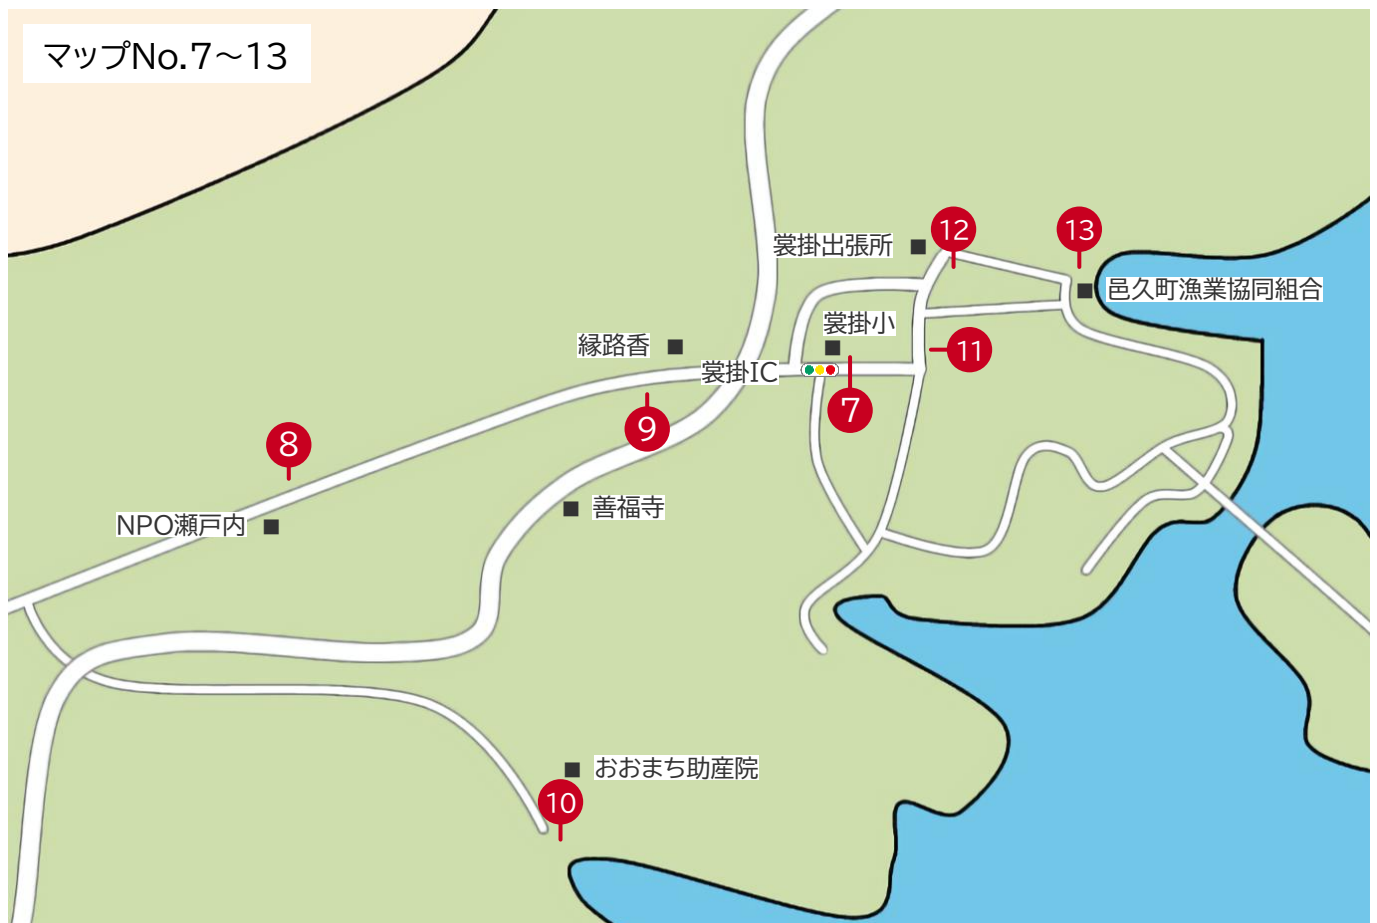 マップNo.7～13
12
13
裳掛出張所
邑久町漁業協同組合
裳掛小
縁路香
11
裳掛IC
7
9
8
善福寺
NPO瀬戸内
おおまち助産院
10